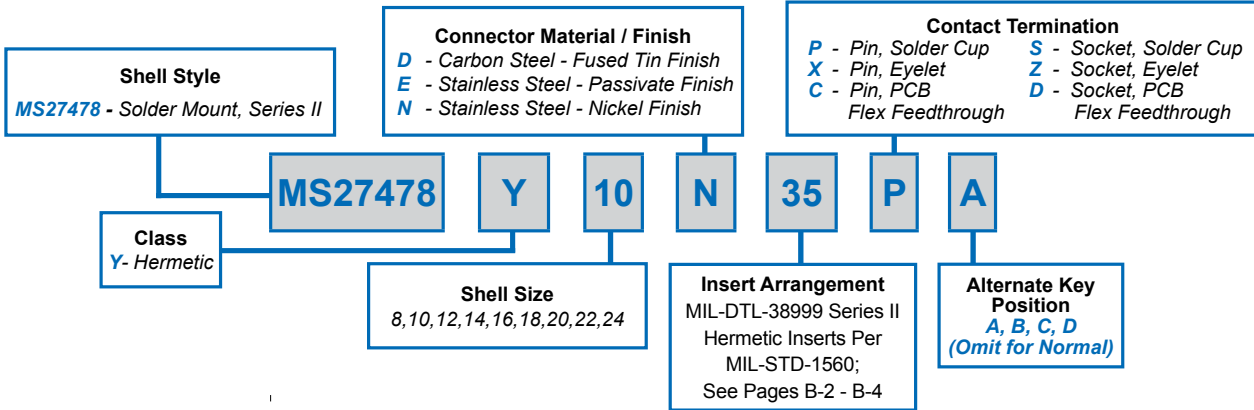 Shell Style
MS27478 - Solder Mount, Series II
Connector Material / Finish
D - Carbon Steel - Fused Tin Finish
E - Stainless Steel - Passivate Finish
N - Stainless Steel - Nickel Finish
Contact Termination
P - Pin, Solder Cup
X - Pin, Eyelet
C - Pin, PCB
Flex Feedthrough
S - Socket, Solder Cup
Z - Socket, Eyelet
D - Socket, PCB
Flex Feedthrough
MS27478 Y 10 N 35 P A
Class
Y- Hermetic
Shell Size
8,10,12,14,16,18,20,22,24
Insert Arrangement
MIL-DTL-38999 Series II
Hermetic Inserts Per
MIL-STD-1560;
See Pages B-2 - B-4
Alternate Key
Position
A, B, C, D
(Omit for Normal)